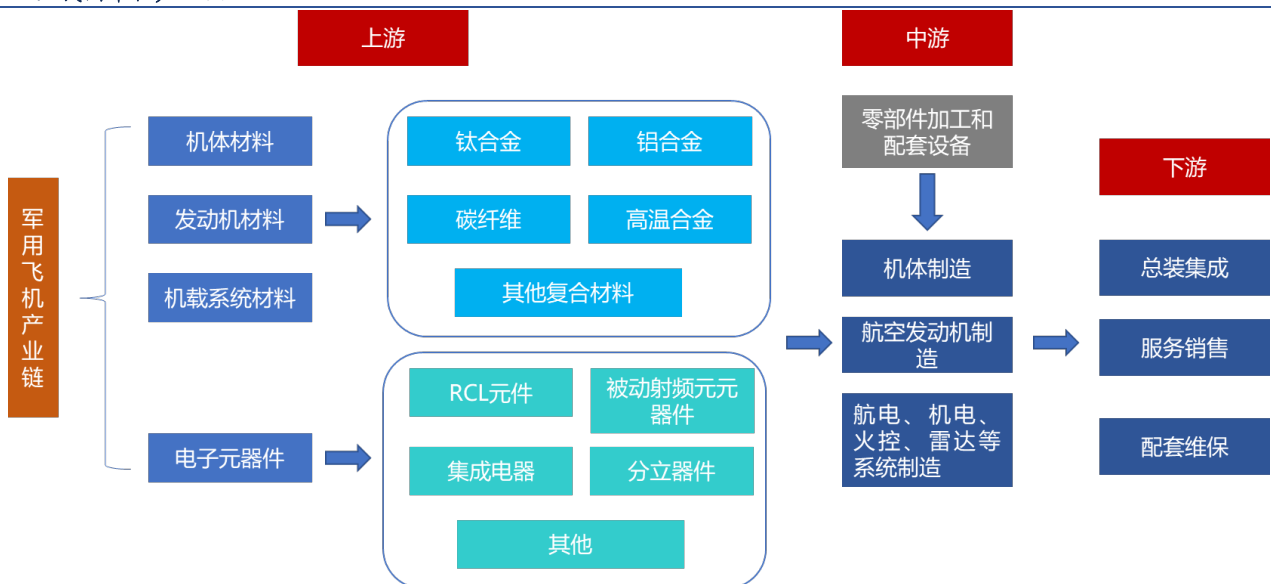 上游
中游
下游
军
用
飞
机
产
业
链
机体材料
发动机材料
机载系统材料
电子元器件
钛合金
铝合金
碳纤维
高温合金
其他复合材料
RCL元件
被动射频元元
器件
集成电器
分立器件
其他
零部件加工和
配套设备
机体制造
航空发动机制
造
航电、机电、
火控、雷达等
系统制造
总装集成
服务销售
配套维保